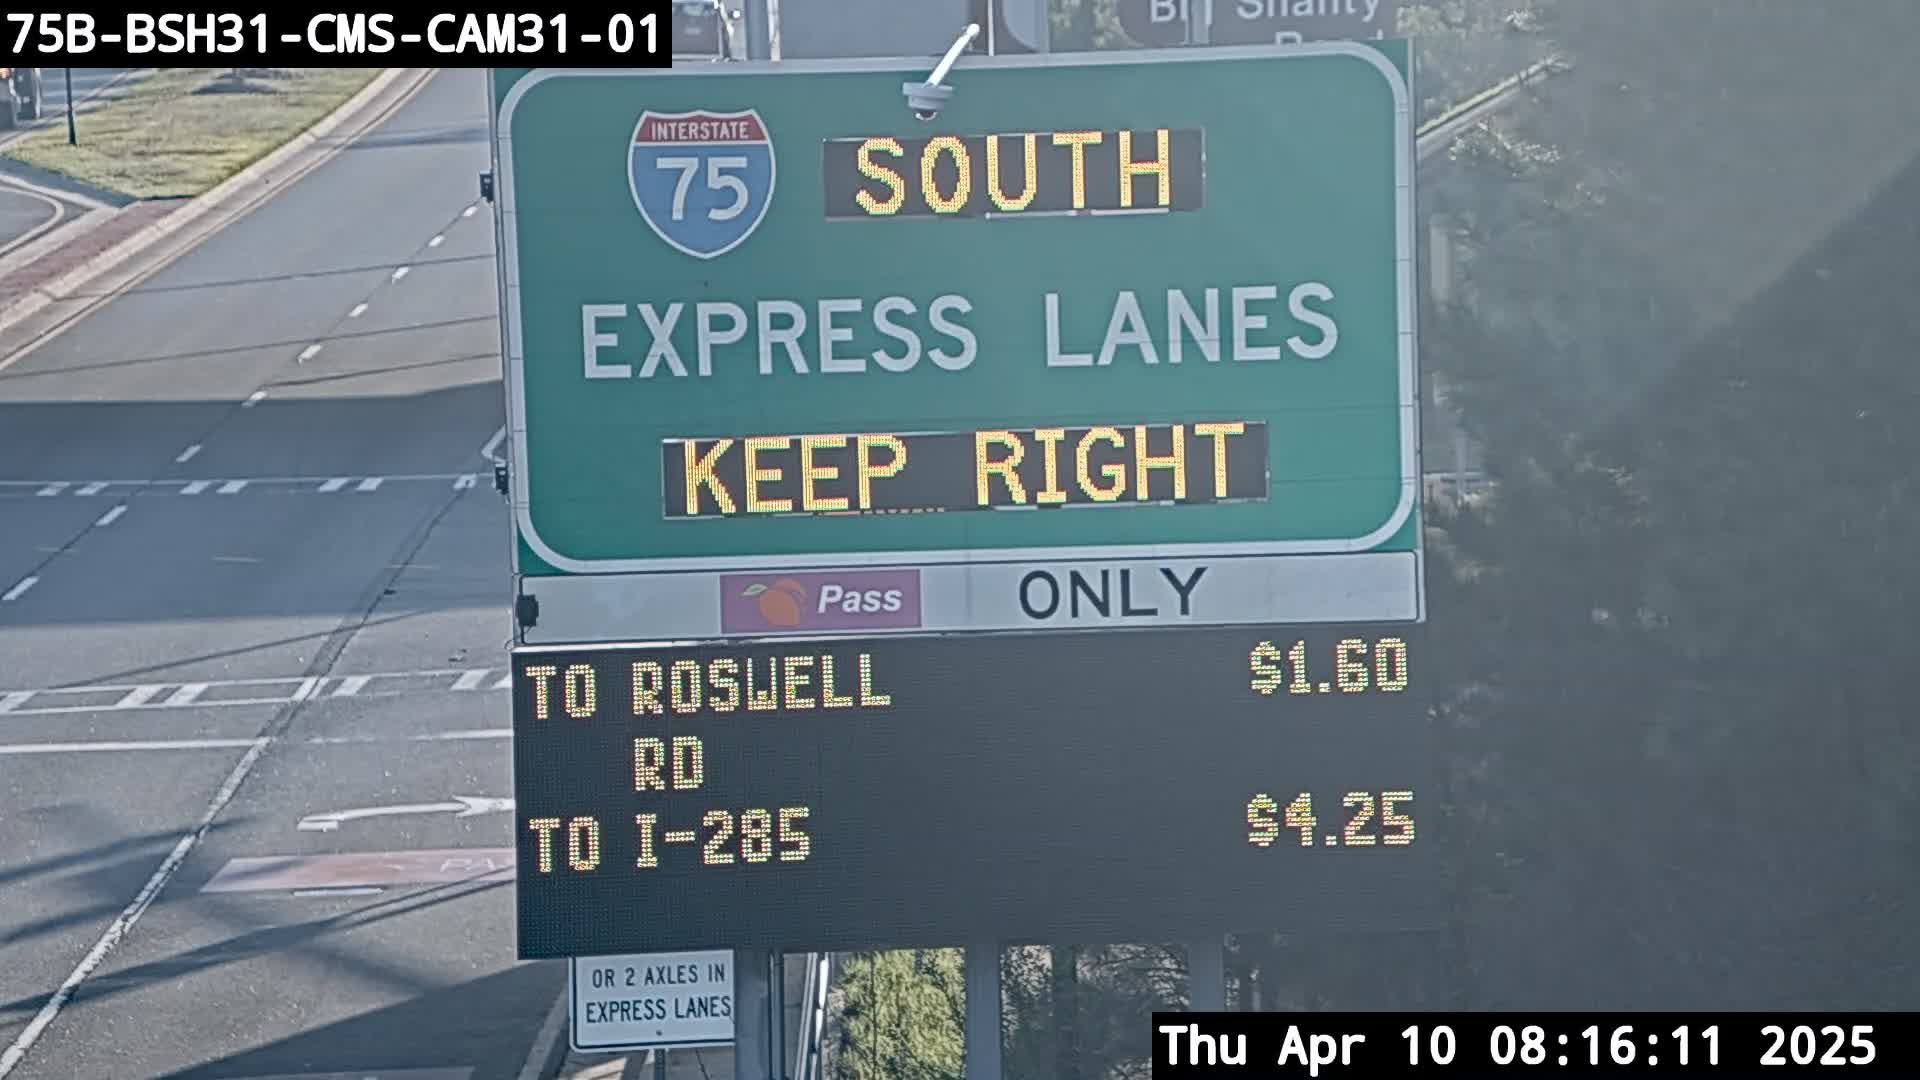 75B-BSH31-CMS-CAM31-01
Shanty
INTERSTATE
75
SOUTH
EXPRESS LANES
KEEP RIGHT
Pass ONLY
TO ROSWELL $1.60
RD
TO I-285 $4.25
OR 2 AXLES IN
EXPRESS LANES
Thu Apr 10 08:16:11 2025